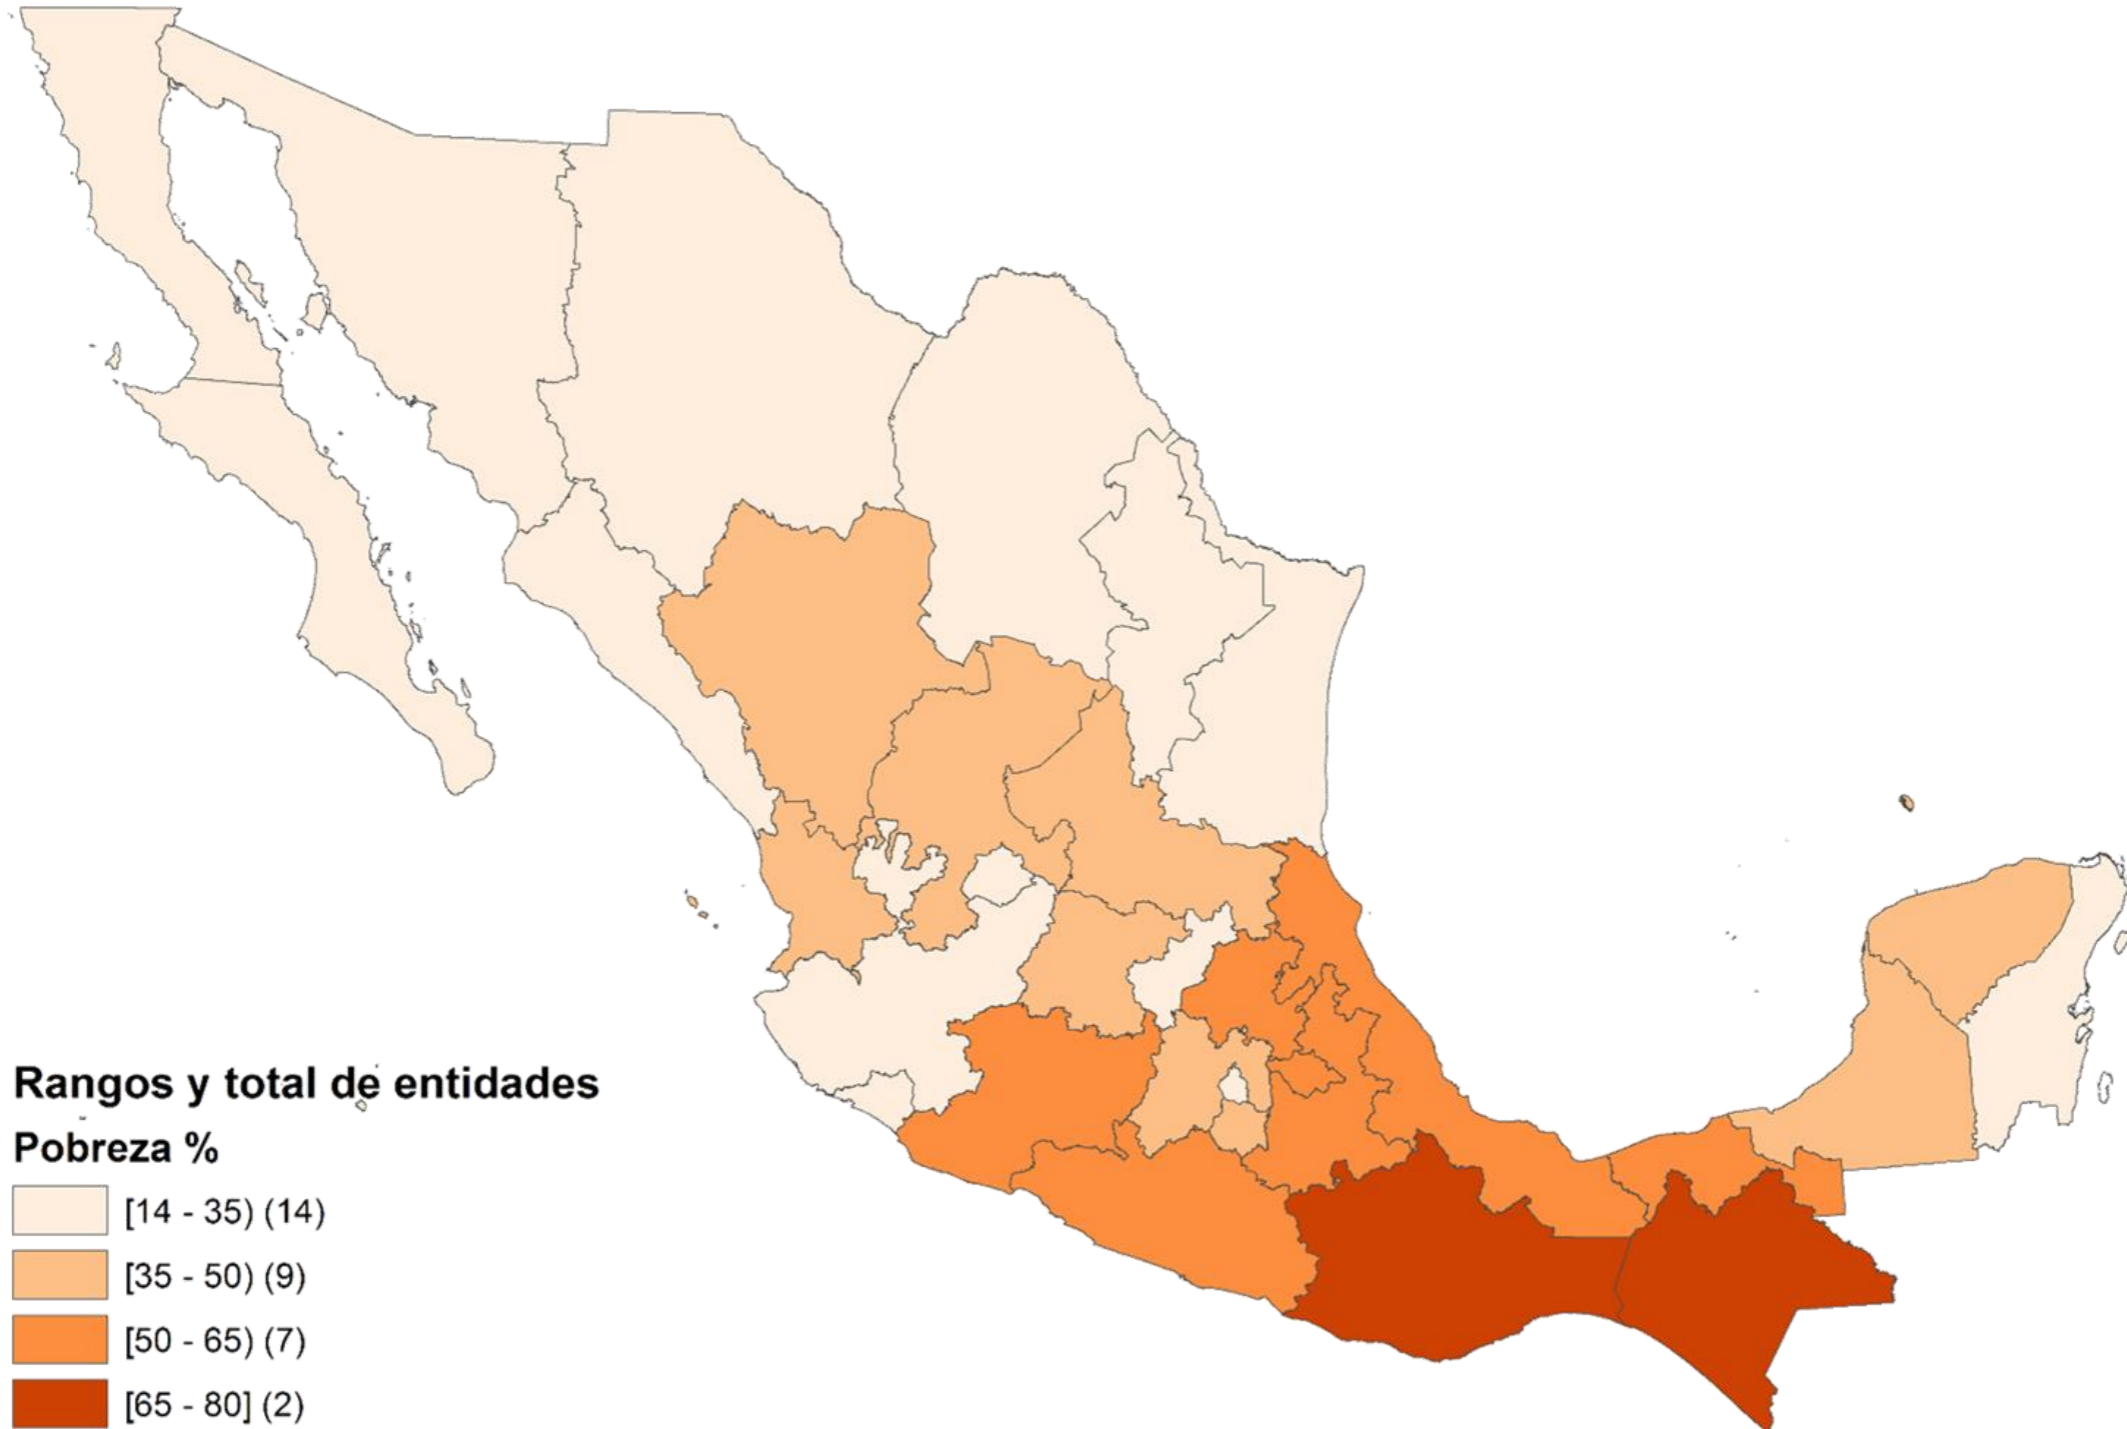 Rangos y total de entidades
Pobreza %
[14 - 35) (14)
[35 - 50) (9)
[50 - 65) (7)
[65 - 80] (2)